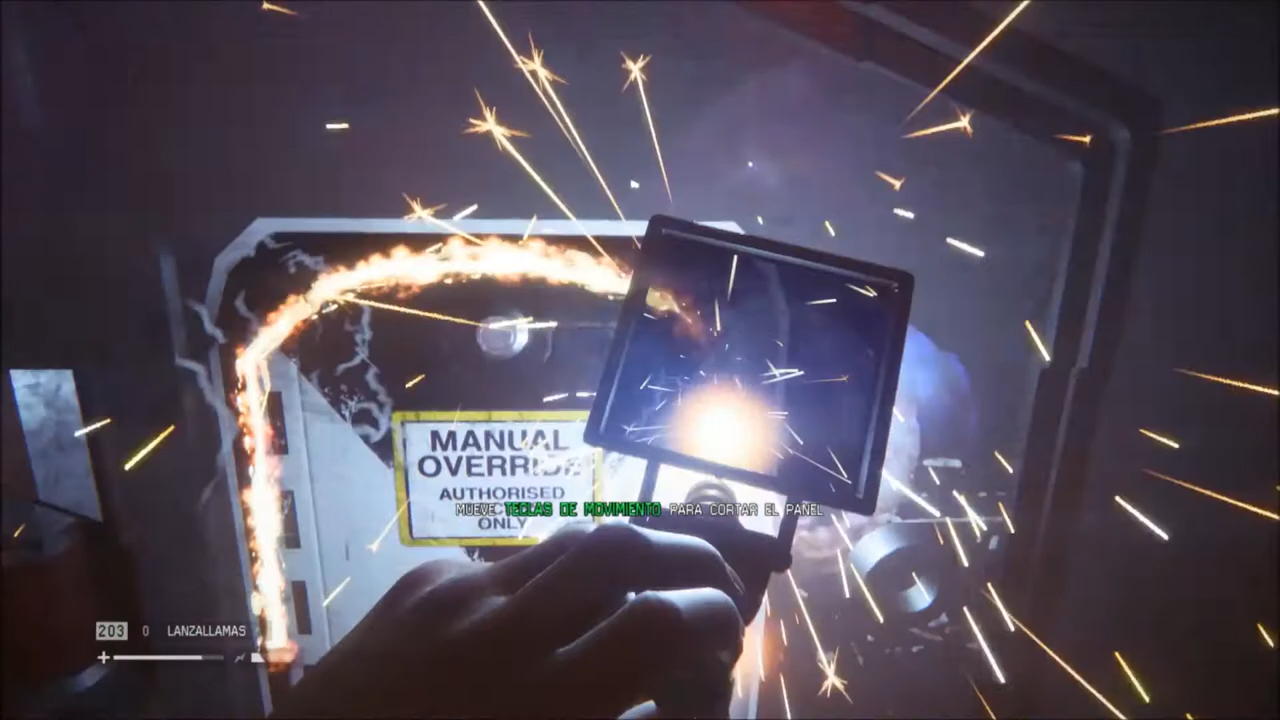 MANUAL
OVERRIDE
AUTHORISED
ONLY
MUEVE TECLAS DE MOVIMIENTO PARA CORTAR EL PANEL
203 0 LANZALLAMAS